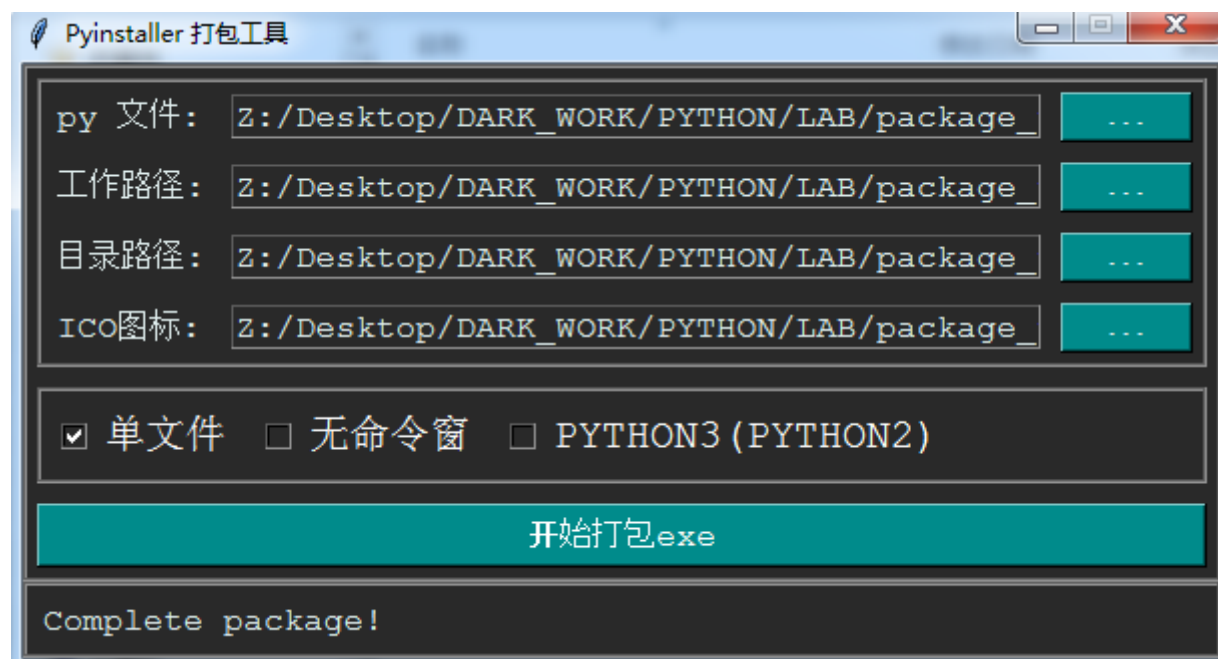 Pyinstaller 打包工具
py 文件: Z:/Desktop/DARK_WORK/PYTHON/LAB/package_ ...
工作路径: Z:/Desktop/DARK_WORK/PYTHON/LAB/package_ ...
目录路径: Z:/Desktop/DARK_WORK/PYTHON/LAB/package_ ...
ICO图标: Z:/Desktop/DARK_WORK/PYTHON/LAB/package_ ...
单文件 无命令窗 PYTHON3(PYTHON2)
开始打包exe
Complete package!